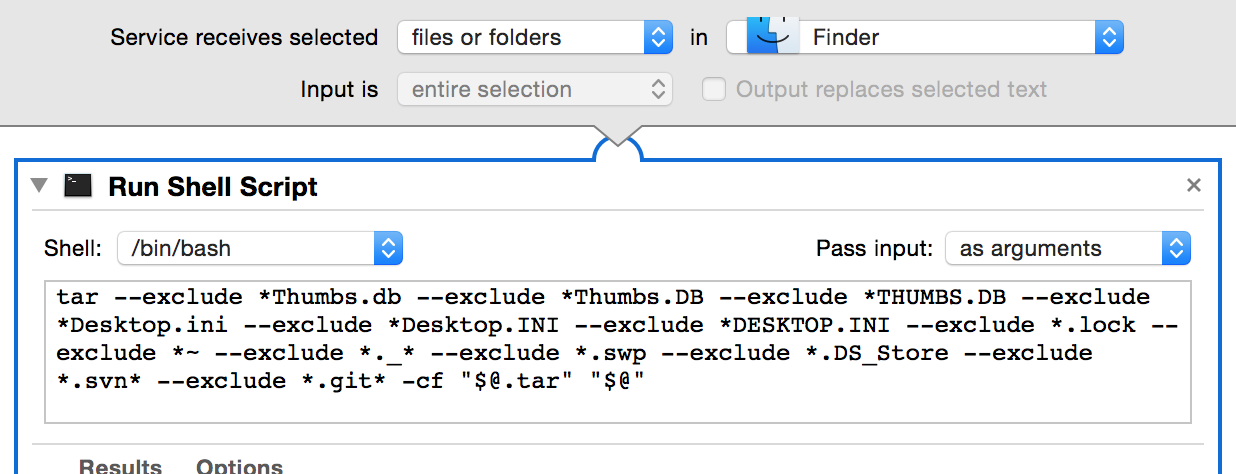 Service receives selected files or folders in Finder
Input is entire selection Output replaces selected text
Run Shell Script
Shell: /bin/bash Pass input: as arguments
tar --exclude *Thumbs.db --exclude *Thumbs.DB --exclude *THUMBS.DB --exclude
*Desktop.ini --exclude *Desktop.INI --exclude *DESKTOP.INI --exclude *.lock --
exclude *~ --exclude *._* --exclude *.swp --exclude *.DS_Store --exclude
*.svn* --exclude *.git* -cf "$@.tar" "$@"
Results Options